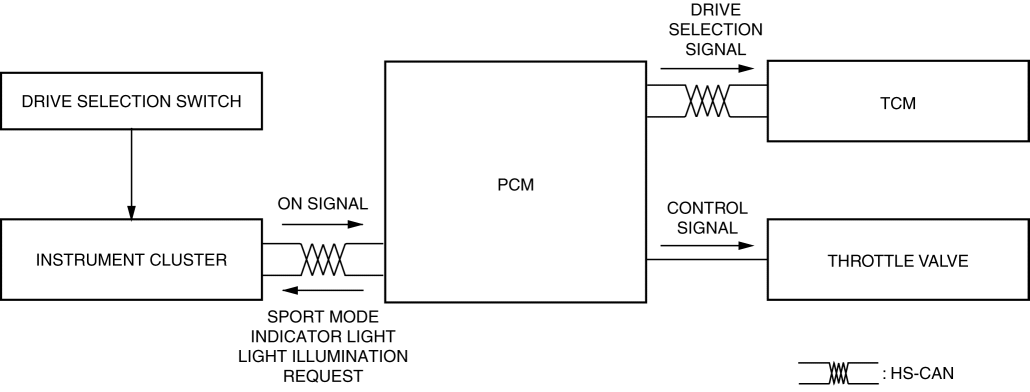 DRIVE
SELECTION
SIGNAL
DRIVE SELECTION SWITCH
TCM
PCM
ON SIGNAL
CONTROL
SIGNAL
INSTRUMENT CLUSTER
THROTTLE VALVE
SPORT MODE
INDICATOR LIGHT
LIGHT ILLUMINATION
REQUEST
: HS-CAN